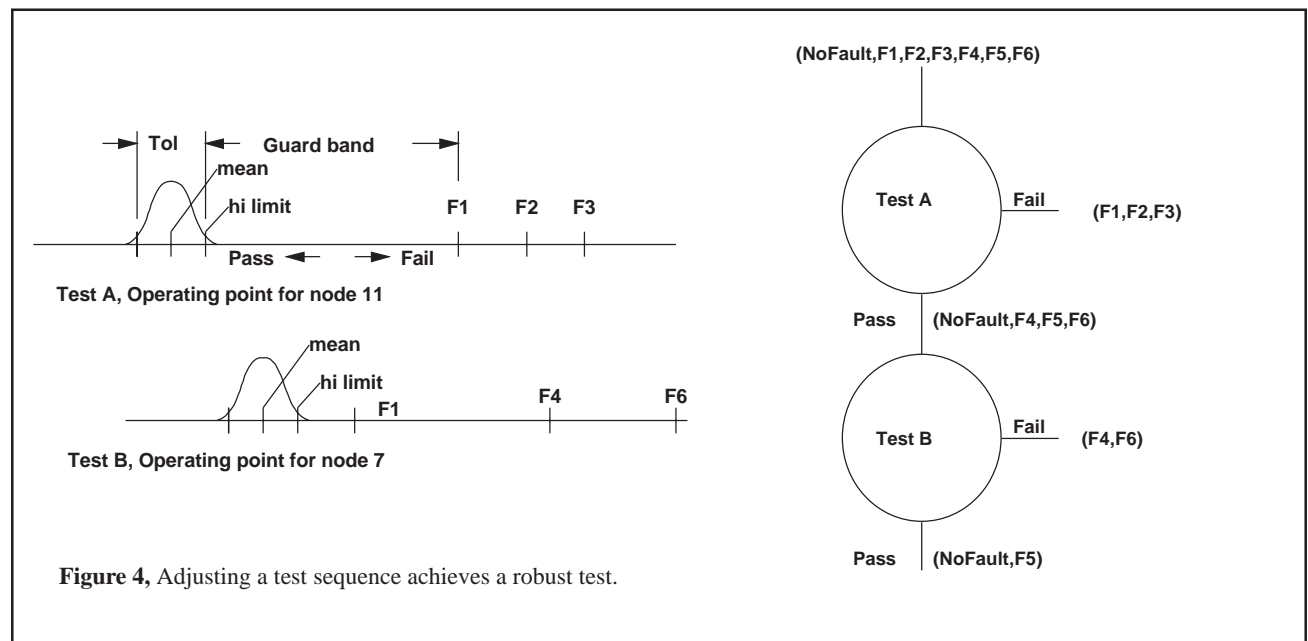 Tol
Guard band
mean
hi limit
F1
F2
F3
Pass
Fail
Test A, Operating point for node 11
mean
hi limit
F1
F4
F6
Test B, Operating point for node 7
(NoFault,F1,F2,F3,F4,F5,F6)
Test A
Fail
(F1,F2,F3)
Pass
(NoFault,F4,F5,F6)
Test B
Fail
(F4,F6)
Pass
(NoFault,F5)
Figure 4, Adjusting a test sequence achieves a robust test.